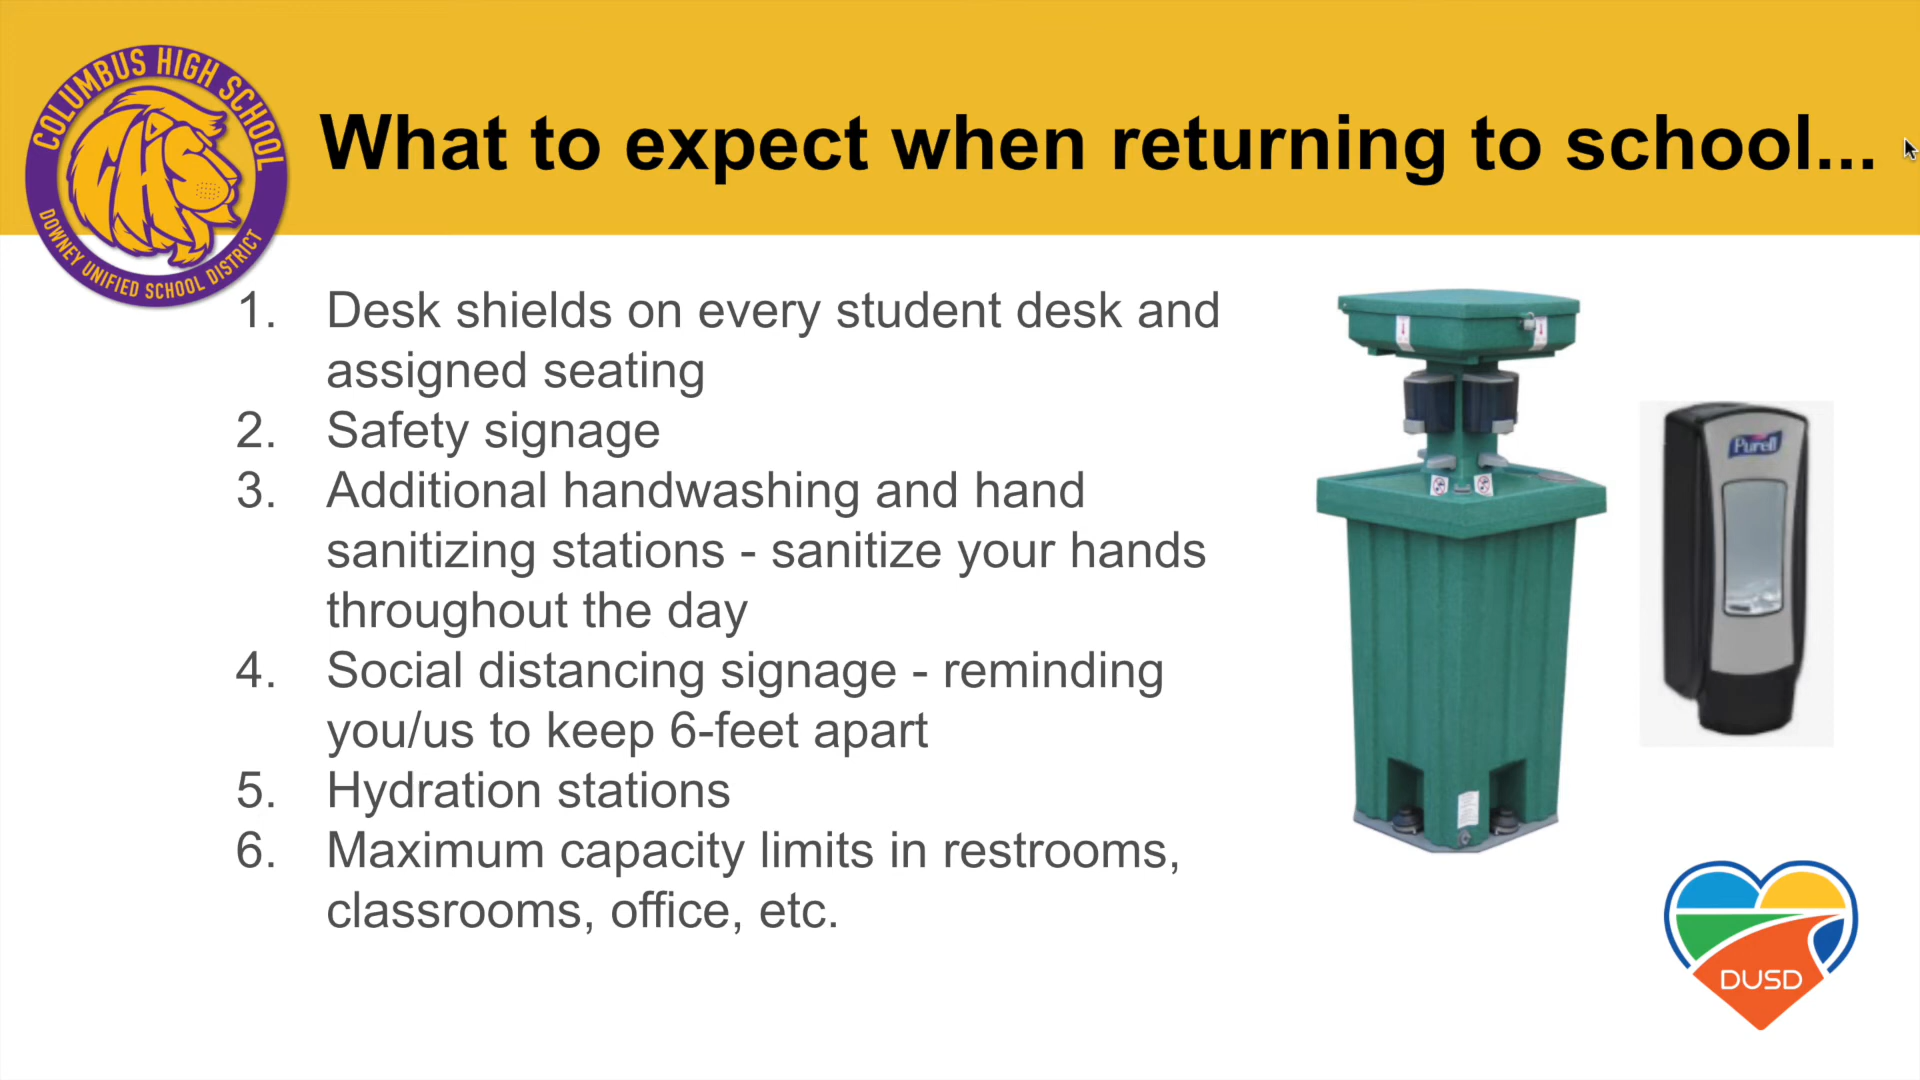 COLUMBUS HIGH SCHOOL
CHS
DOWNEY UNIFIED SCHOOL DISTRICT
What to expect when returning to school...
1. Desk shields on every student desk and
assigned seating
2. Safety signage
3. Additional handwashing and hand
sanitizing stations - sanitize your hands
throughout the day
4. Social distancing signage - reminding
you/us to keep 6-feet apart
5. Hydration stations
6. Maximum capacity limits in restrooms,
classrooms, office, etc.
Purell
DUSD